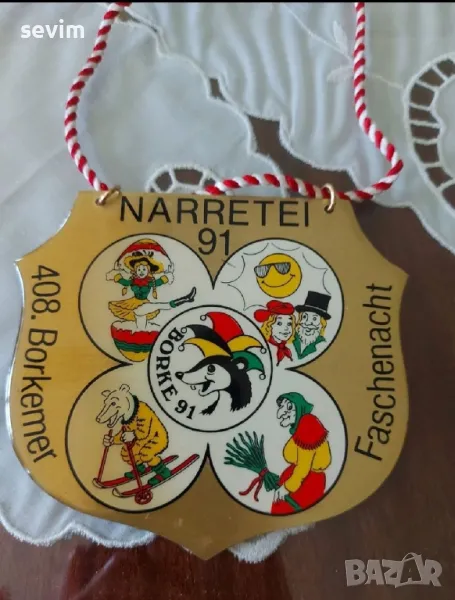 sevim
NARRETEI
91
408. Borkemer
Faschenacht
BORKE 91
BAZAR